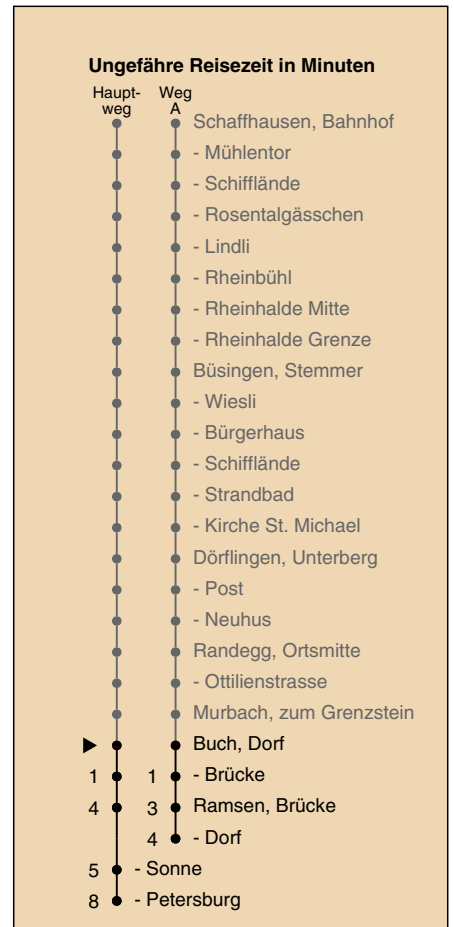 Ungefähre Reisezeit in Minuten
Haupt- Weg
weg A
Schaffhausen, Bahnhof
- Mühlentor
- Schifflände
- Rosentalgässchen
- Lindli
- Rheinbühl
- Rheinhalde Mitte
- Rheinhalde Grenze
Büsingen, Stemmer
- Wiesli
- Bürgerhaus
- Schifflände
- Strandbad
- Kirche St. Michael
Dörflingen, Unterberg
- Post
- Neuhus
Randegg, Ortsmitte
- Ottilienstrasse
Murbach, zum Grenzstein
Buch, Dorf
1 1 - Brücke
4 3 Ramsen, Brücke
4 - Dorf
5 - Sonne
8 - Petersburg